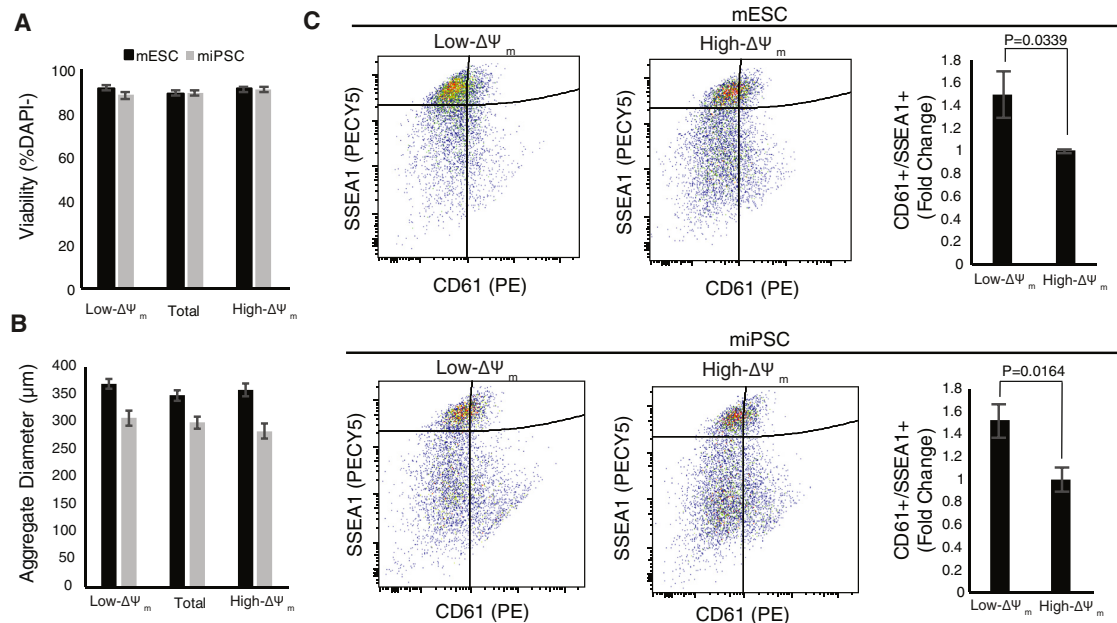 A
mESC miPSC
Viability (%DAPI-)
100
80
90
60
40
20
0
Low-ΔΨm Total High-ΔΨm
B
Aggregate Diameter (μm)
400
350
300
250
200
150
100
50
0
Low-ΔΨm Total High-ΔΨm
C
mESC
Low-ΔΨm
SSEA1 (PECY5)
CD61 (PE)
High-ΔΨm
SSEA1 (PECY5)
CD61 (PE)
P=0.0339
CD61+/SSEA1+
(Fold Change)
1.8
1.6
1.4
1.2
1
0.8
0.6
0.4
0.2
0
Low-ΔΨm High-ΔΨm
miPSC
Low-ΔΨm
SSEA1 (PECY5)
CD61 (PE)
High-ΔΨm
SSEA1 (PECY5)
CD61 (PE)
P=0.0164
CD61+/SSEA1+
(Fold Change)
1.8
1.6
1.4
1.2
1
0.8
0.6
0.4
0.2
0
Low-ΔΨm High-ΔΨm